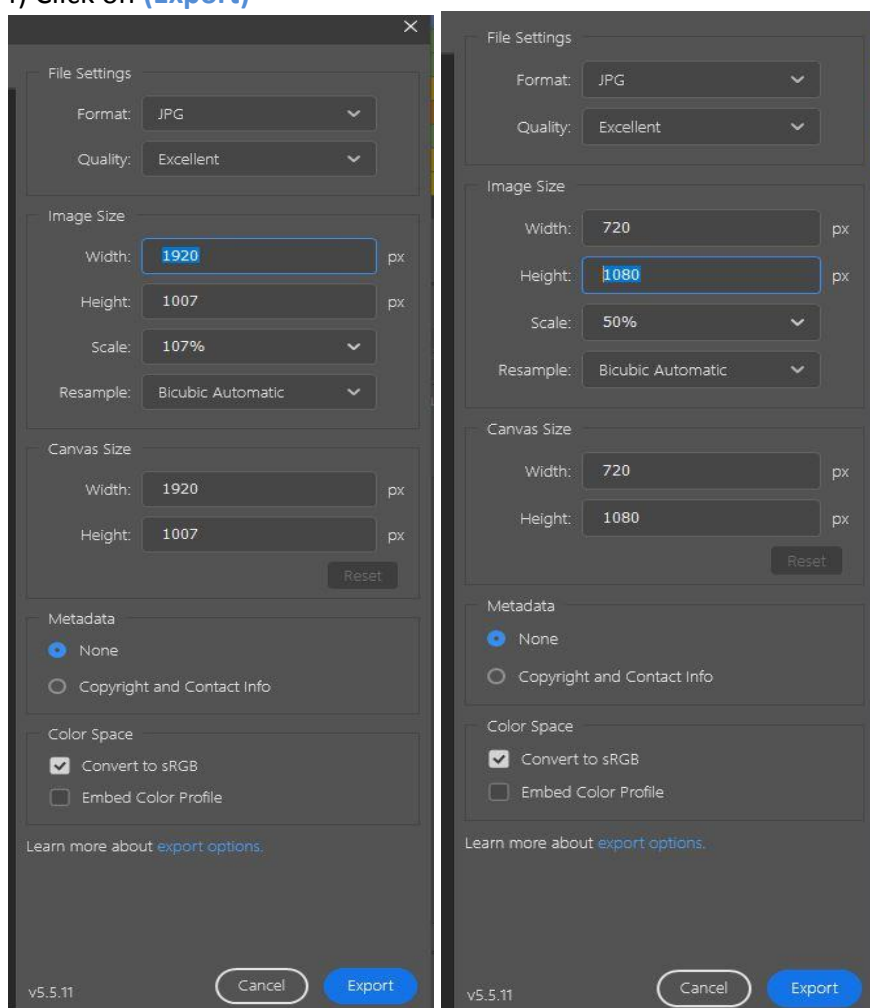 Click on (Export)
File Settings
Format: JPG
Quality: Excellent
Image Size
Width: 1920 px
Height: 1007 px
Scale: 107%
Resample: Bicubic Automatic
Canvas Size
Width: 1920 px
Height: 1007 px
Reset
Metadata
None
Copyright and Contact Info
Color Space
Convert to sRGB
Embed Color Profile
Learn more about export options.
v5.5.11 Cancel Export
File Settings
Format: JPG
Quality: Excellent
Image Size
Width: 720 px
Height: 1080 px
Scale: 50%
Resample: Bicubic Automatic
Canvas Size
Width: 720 px
Height: 1080 px
Reset
Metadata
None
Copyright and Contact Info
Color Space
Convert to sRGB
Embed Color Profile
Learn more about export options.
v5.5.11 Cancel Export